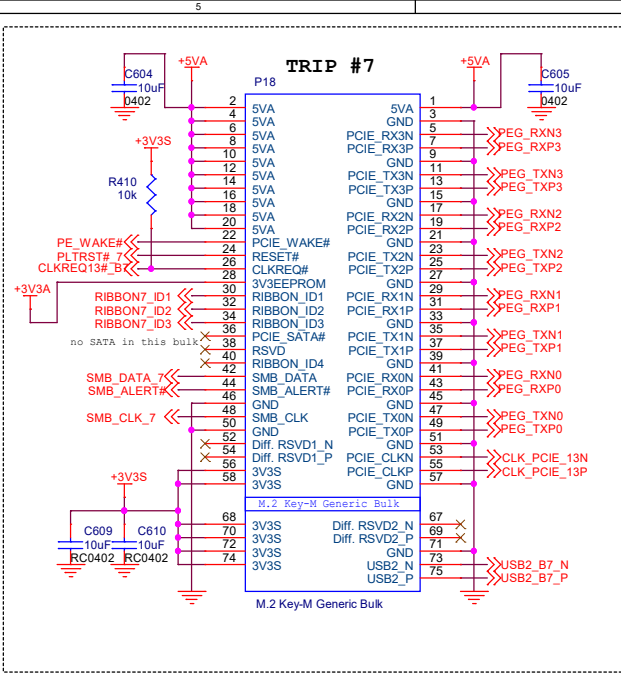 5
TRIP #7
+5VA
+5VA
C604
10uF
0402
P18
C605
10uF
0402
2 5VA 5VA 1
4 5VA GND 3
6 5VA PCIE_RX3N 5 PEG_RXN3
8 5VA PCIE_RX3P 7 PEG_RXP3
+3V3S
10 5VA GND 9
12 5VA PCIE_TX3N 11 PEG_TXN3
14 5VA PCIE_TX3P 13 PEG_TXP3
R410
10k
16 5VA GND 15
18 5VA PCIE_RX2N 17 PEG_RXN2
20 5VA PCIE_RX2P 19 PEG_RXP2
PE_WAKE# 22 PCIE_WAKE# GND 21
PLTRST#_7 24 RESET# PCIE_TX2N 23 PEG_TXN2
CLKREQ13#_B7 26 CLKREQ# PCIE_TX2P 25 PEG_TXP2
+3V3A
28 3V3EEPROM GND 27
RIBBON7_ID1 30 RIBBON_ID1 PCIE_RX1N 29 PEG_RXN1
RIBBON7_ID2 32 RIBBON_ID2 PCIE_RX1P 31 PEG_RXP1
RIBBON7_ID3 34 RIBBON_ID3 GND 33
no SATA in this bulk
36 PCIE_SATA# PCIE_TX1N 35 PEG_TXN1
38 RSVD PCIE_TX1P 37 PEG_TXP1
40 RIBBON_ID4 GND 39
SMB_DATA_7 42 SMB_DATA PCIE_RX0N 41 PEG_RXN0
SMB_ALERT# 44 SMB_ALERT# PCIE_RX0P 43 PEG_RXP0
46 GND GND 45
SMB_CLK_7 48 SMB_CLK PCIE_TX0N 47 PEG_TXN0
50 GND PCIE_TX0P 49 PEG_TXP0
52 Diff. RSVD1_N GND 51
54 Diff. RSVD1_P PCIE_CLKN 53 CLK_PCIE_13N
56 3V3S PCIE_CLKP 55 CLK_PCIE_13P
58 3V3S GND 57
+3V3S
M.2 Key-M Generic Bulk
68 3V3S Diff. RSVD2_N 67
70 3V3S Diff. RSVD2_P 69
72 3V3S GND 71
74 3V3S USB2_N 73 USB2_B7_N
USB2_P 75 USB2_B7_P
C609
10uF
RC0402
C610
10uF
RC0402
M.2 Key-M Generic Bulk